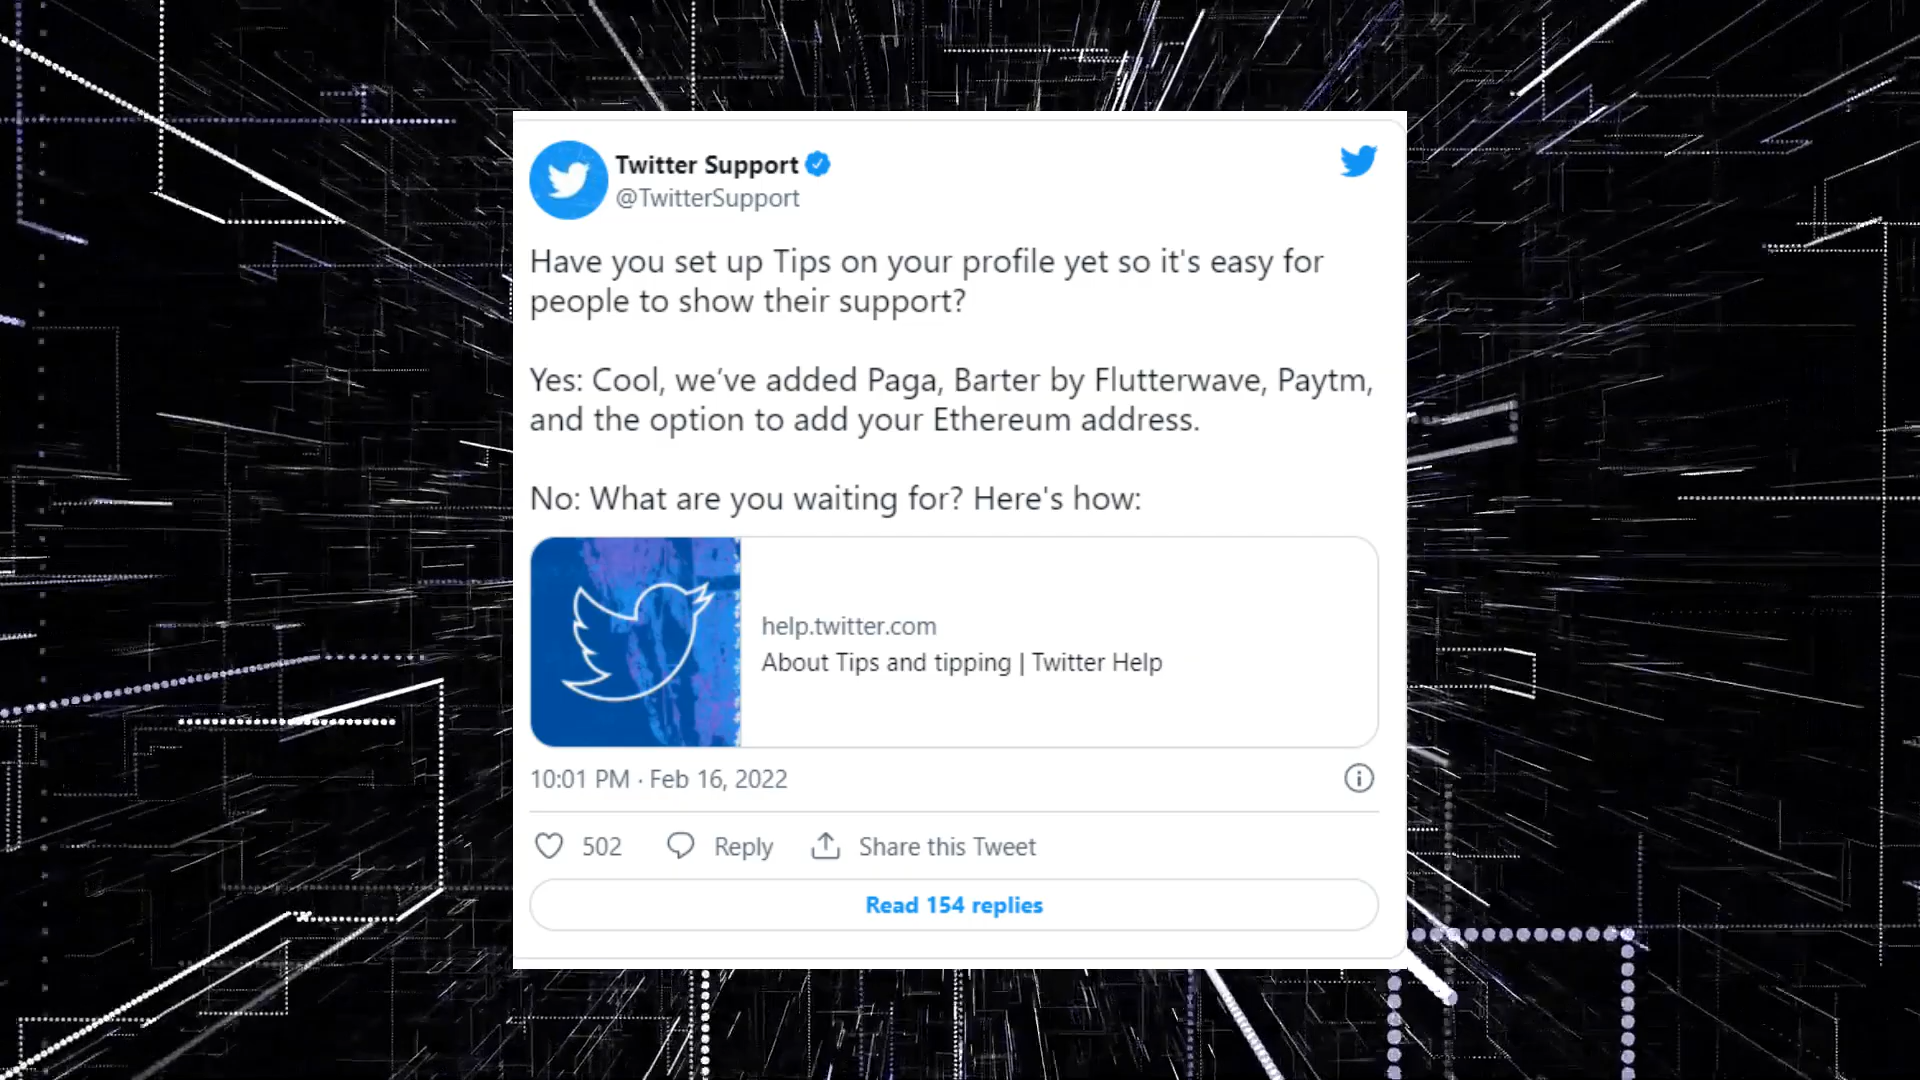 Twitter Support
@TwitterSupport
Have you set up Tips on your profile yet so it's easy for
people to show their support?
Yes: Cool, we’ve added Paga, Barter by Flutterwave, Paytm,
and the option to add your Ethereum address.
No: What are you waiting for? Here's how:
help.twitter.com
About Tips and tipping | Twitter Help
10:01 PM · Feb 16, 2022
502 Reply Share this Tweet
Read 154 replies